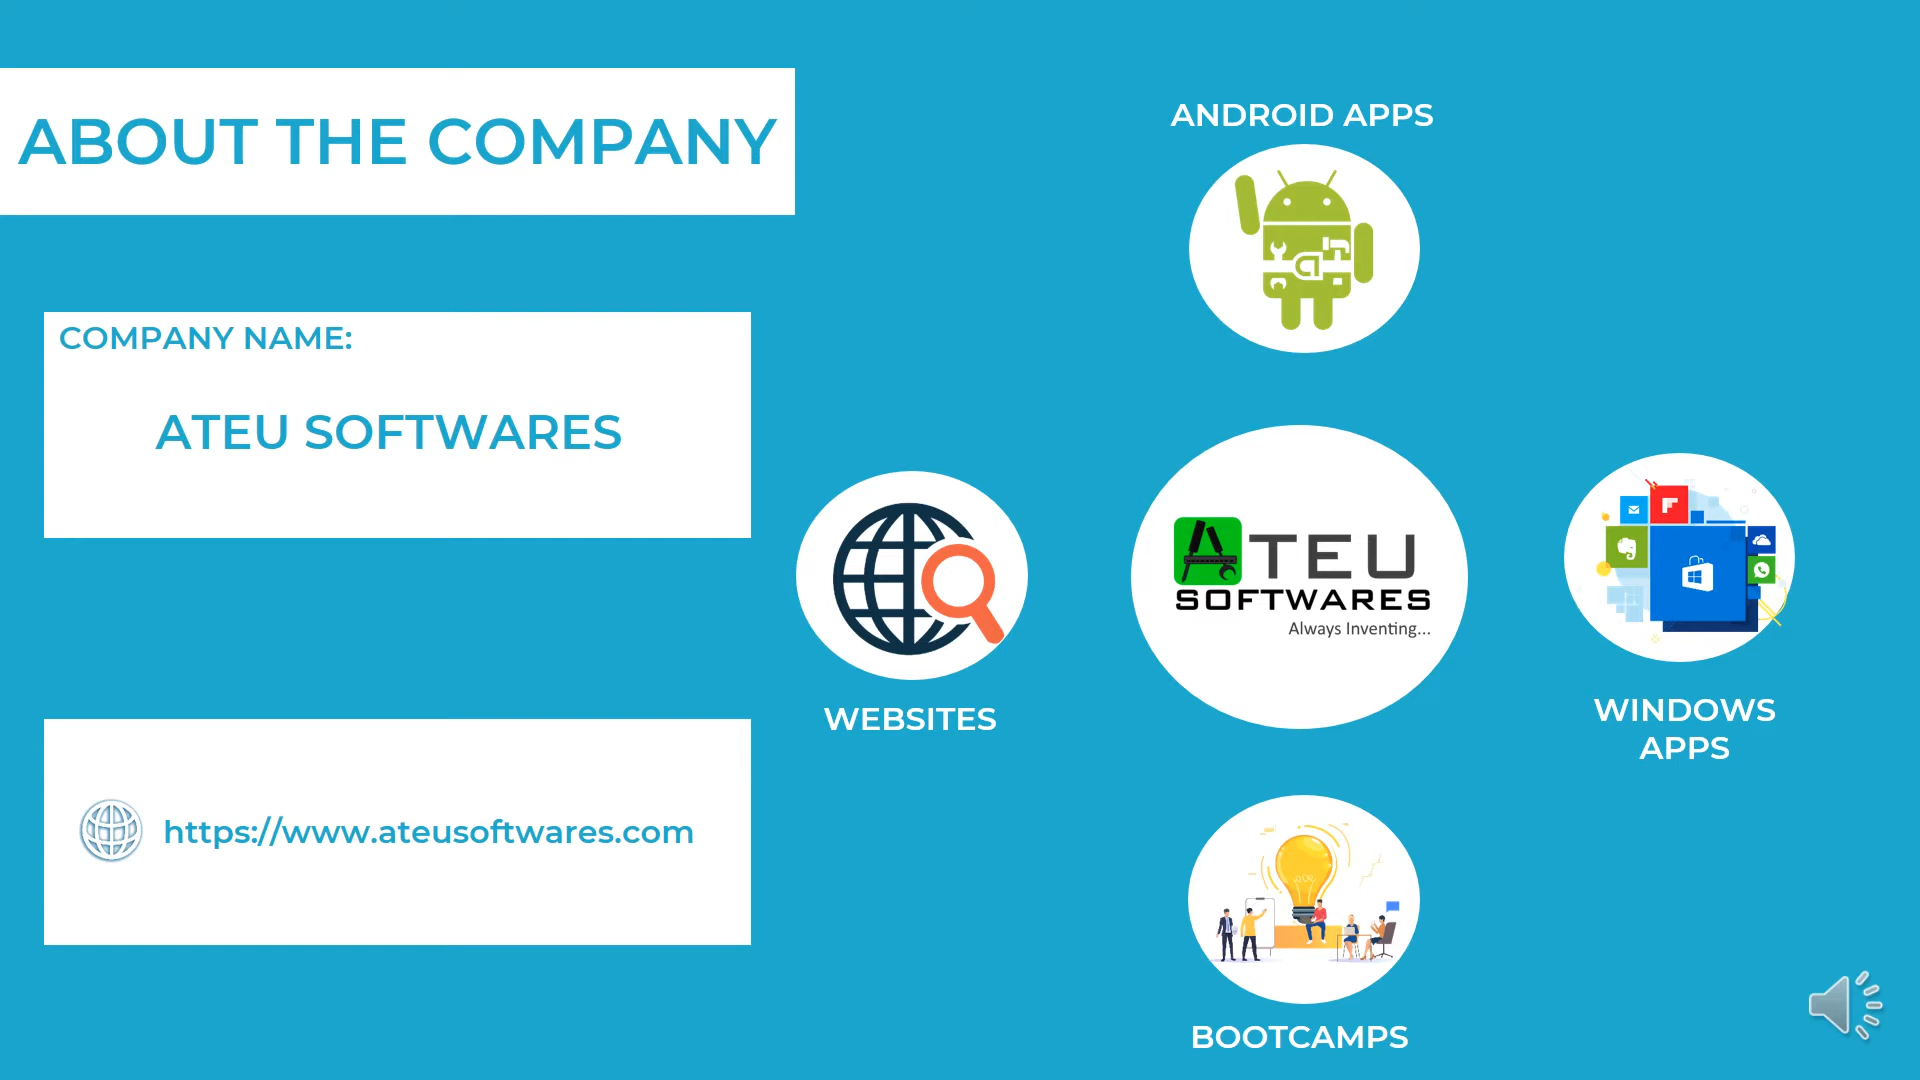 ABOUT THE COMPANY
COMPANY NAME:
ATEU SOFTWARES
https://www.ateusoftwares.com
ANDROID APPS
WEBSITES
ATEU
SOFTWARES
Always Inventing...
WINDOWS
APPS
BOOTCAMPS